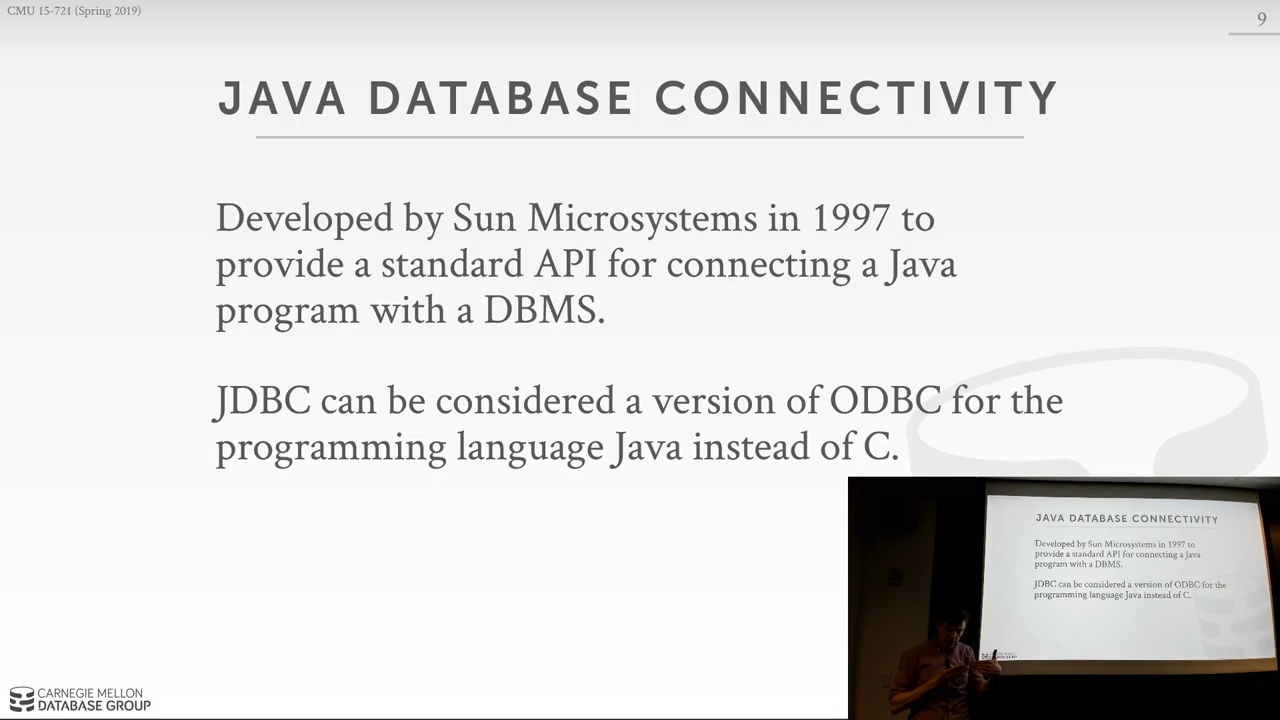 CMU 15-721 (Spring 2019)
9
JAVA DATABASE CONNECTIVITY
Developed by Sun Microsystems in 1997 to
provide a standard API for connecting a Java
program with a DBMS.
JDBC can be considered a version of ODBC for the
programming language Java instead of C.
JAVA DATABASE CONNECTIVITY
Developed by Sun Microsystems in 1997 to
provide a standard API for connecting a Java
program with a DBMS.
JDBC can be considered a version of ODBC for the
programming language Java instead of C.
CARNEGIE MELLON
DATABASE GROUP